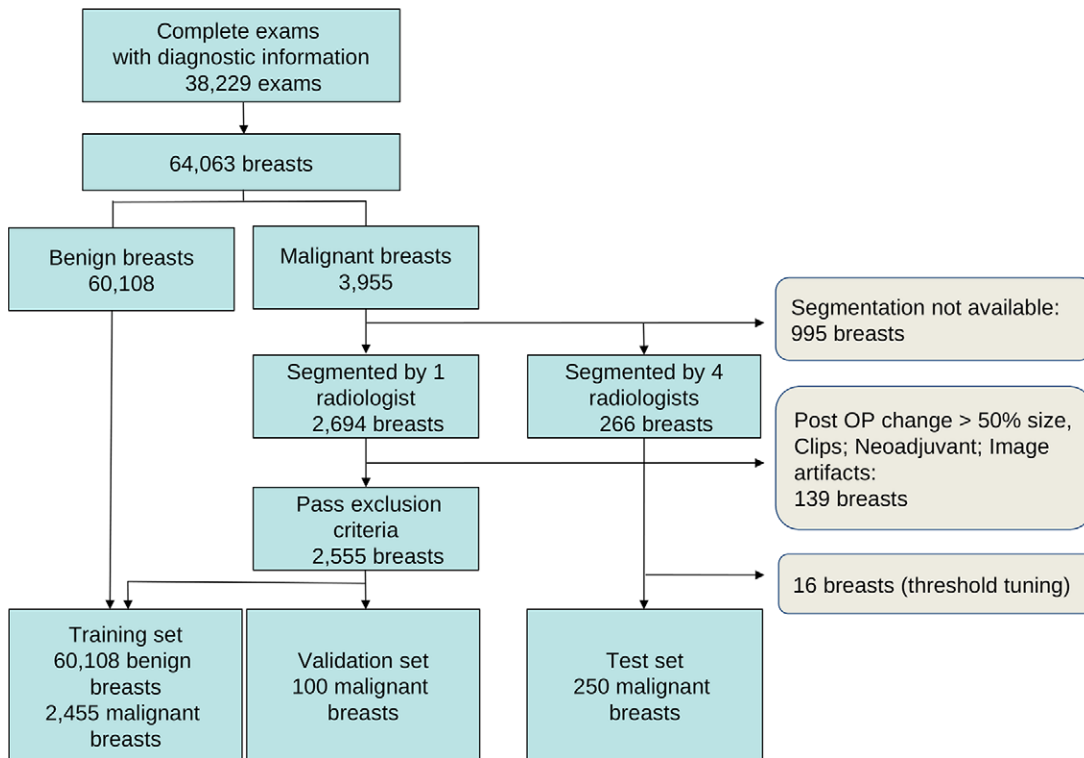 Complete exams
with diagnostic information
38,229 exams
64,063 breasts
Benign breasts
60,108
Malignant breasts
3,955
Segmentation not available:
995 breasts
Segmented by 1
radiologist
2,694 breasts
Segmented by 4
radiologists
266 breasts
Post OP change > 50% size,
Clips; Neoadjuvant; Image
artifacts:
139 breasts
Pass exclusion
criteria
2,555 breasts
16 breasts (threshold tuning)
Training set
60,108 benign
breasts
2,455 malignant
breasts
Validation set
100 malignant
breasts
Test set
250 malignant
breasts